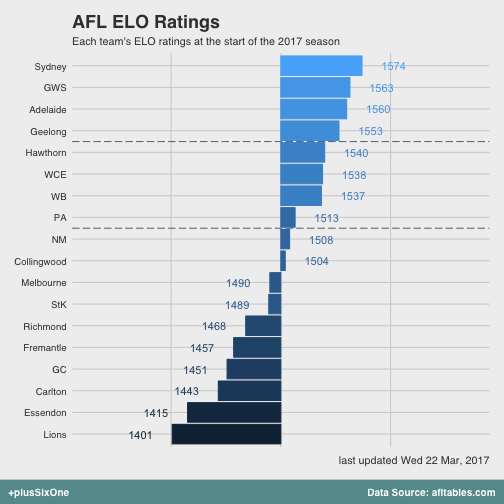 AFL ELO Ratings
Each team's ELO ratings at the start of the 2017 season
Sydney 1574
GWS 1563
Adelaide 1560
Geelong 1553
Hawthorn 1540
WCE 1538
WB 1537
PA 1513
NM 1508
Collingwood 1504
Melbourne 1490
StK 1489
Richmond 1468
Fremantle 1457
GC 1451
Carlton 1443
Essendon 1415
Lions 1401
last updated Wed 22 Mar, 2017
+plusSixOne Data Source: afltables.com